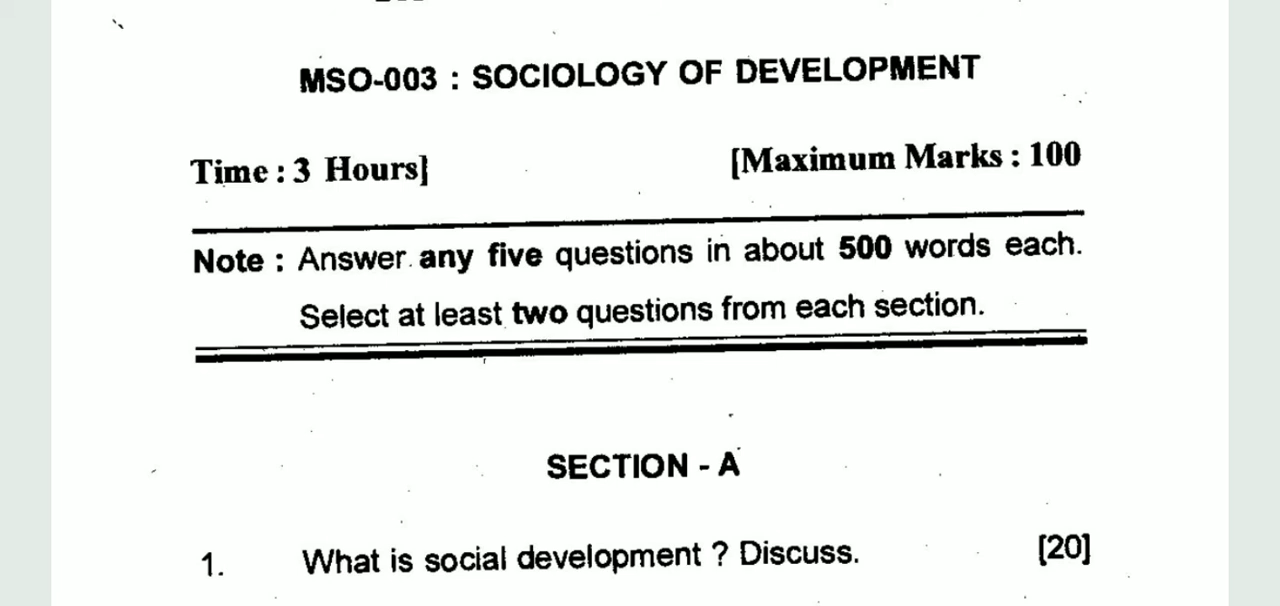 MSO-003 : SOCIOLOGY OF DEVELOPMENT
Time : 3 Hours] [Maximum Marks : 100
Note : Answer any five questions in about 500 words each.
Select at least two questions from each section.
SECTION - A
1. What is social development ? Discuss. [20]